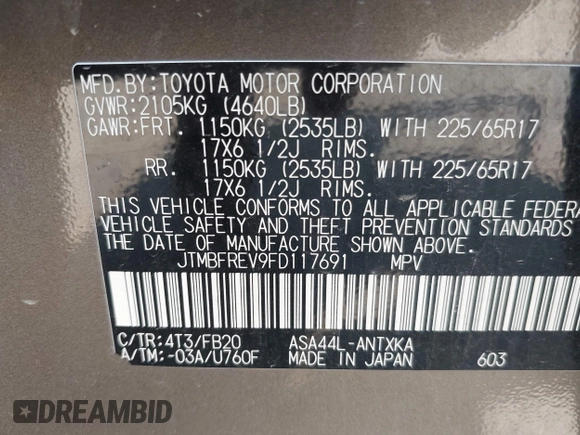 MFD.BY:TOYOTA MOTOR CORPORATION
GVWR:2105KG (4640LB)
GAWR:FRT. 1150KG (2535LB) WITH 225/65R17
17X6 1/2J RIMS.
RR. 1150KG (2535LB) WITH 225/65R17
17X6 1/2J RIMS.
THIS VEHICLE CONFORMS TO ALL APPLICABLE FEDERA
VEHICLE SAFETY AND THEFT PREVENTION STANDARDS
THE DATE OF MANUFACTURE SHOWN ABOVE.
JTMBFREV9FD117691 MPV
C/TR:4T3/FB20 ASA44L-ANTXKA
A/TM:-03A/U760F MADE IN JAPAN 603
DREAMBID